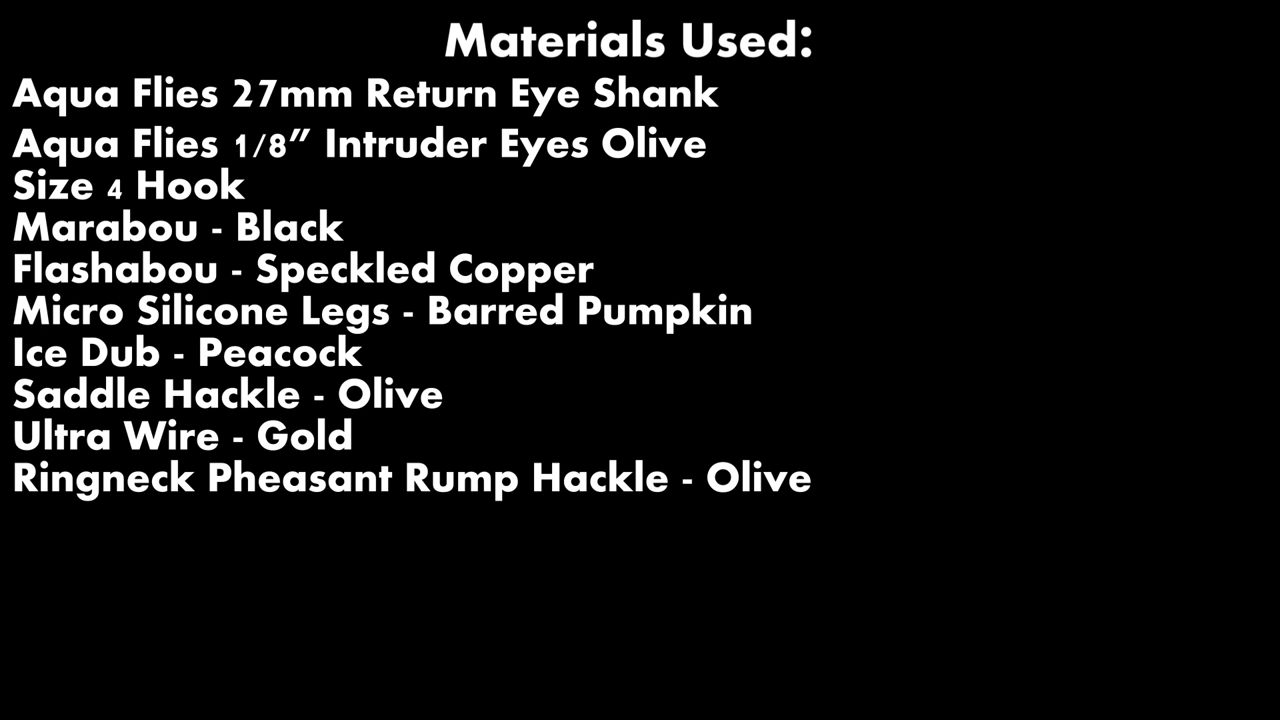 Materials Used:
Aqua Flies 27mm Return Eye Shank
Aqua Flies 1/8” Intruder Eyes Olive
Size 4 Hook
Marabou - Black
Flashabou - Speckled Copper
Micro Silicone Legs - Barred Pumpkin
Ice Dub - Peacock
Saddle Hackle - Olive
Ultra Wire - Gold
Ringneck Pheasant Rump Hackle - Olive